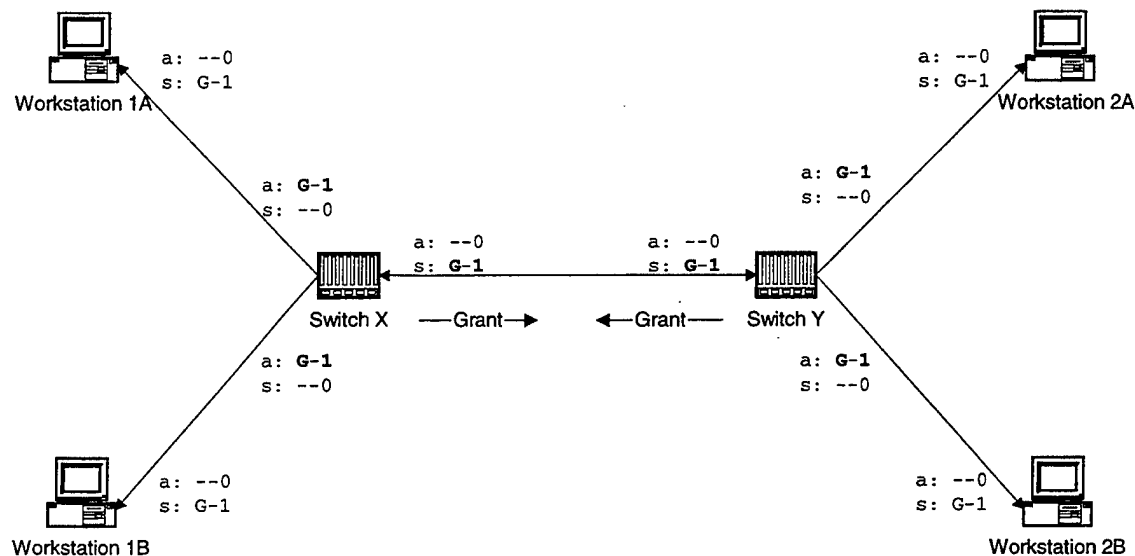 a: --0
s: G-1
Workstation 1A
a: --0
s: G-1
Workstation 2A
a: G-1
s: --0
a: G-1
s: --0
a: --0
s: G-1
a: --0
s: G-1
Switch X
Grant
Grant
Switch Y
a: G-1
s: --0
a: G-1
s: --0
a: --0
s: G-1
Workstation 1B
a: --0
s: G-1
Workstation 2B